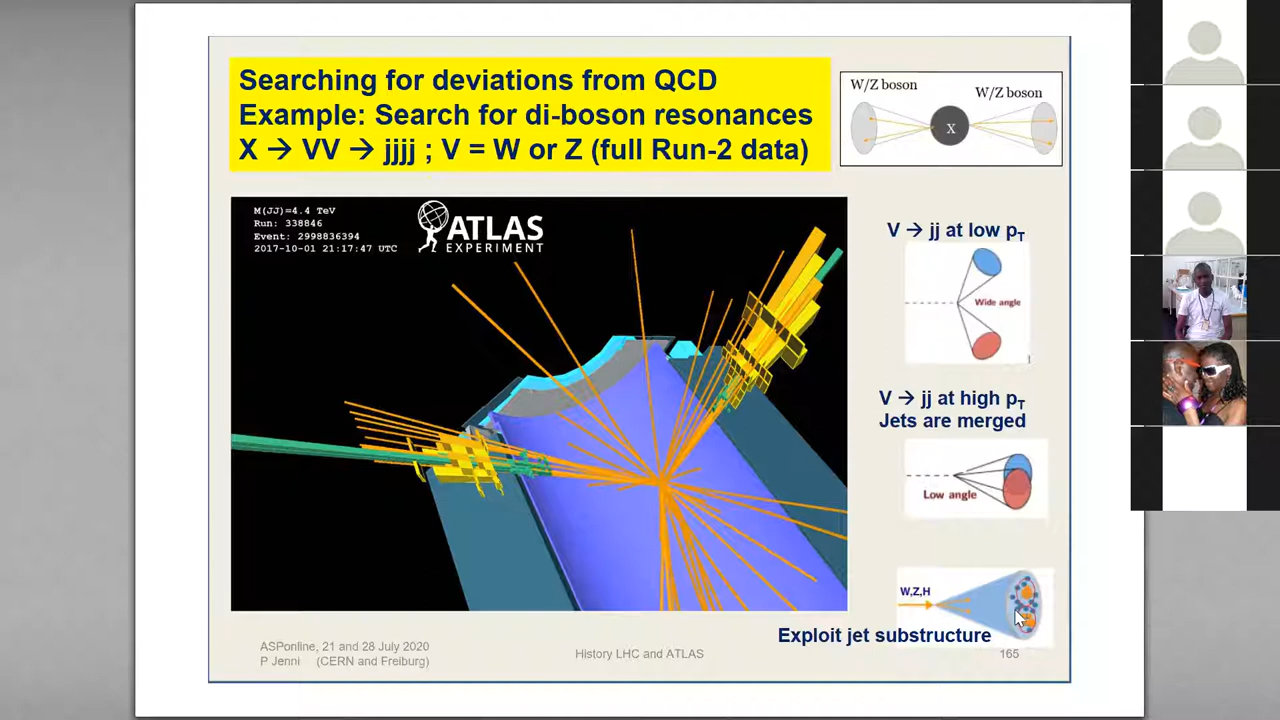 Searching for deviations from QCD
Example: Search for di-boson resonances
X → VV → jjjj ; V = W or Z (full Run-2 data)
W/Z boson
W/Z boson
X
M(JJ)=4.4 TeV
Run: 338846
Event: 2998836394
2017-10-01 21:17:47 UTC
ATLAS
EXPERIMENT
V → jj at low pT
Wide angle
V → jj at high pT
Jets are merged
Low angle
W,Z,H
Exploit jet substructure
ASPonline, 21 and 28 July 2020
P Jenni (CERN and Freiburg)
History LHC and ATLAS
165